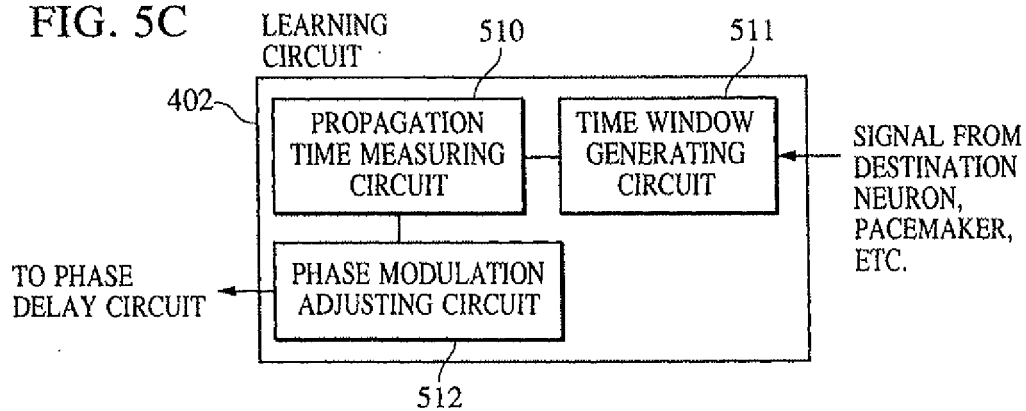 FIG. 5C
LEARNING
CIRCUIT
510
511
402
PROPAGATION
TIME MEASURING
CIRCUIT
TIME WINDOW
GENERATING
CIRCUIT
SIGNAL FROM
DESTINATION
NEURON,
PACEMAKER,
ETC.
TO PHASE
DELAY CIRCUIT
PHASE MODULATION
ADJUSTING CIRCUIT
512